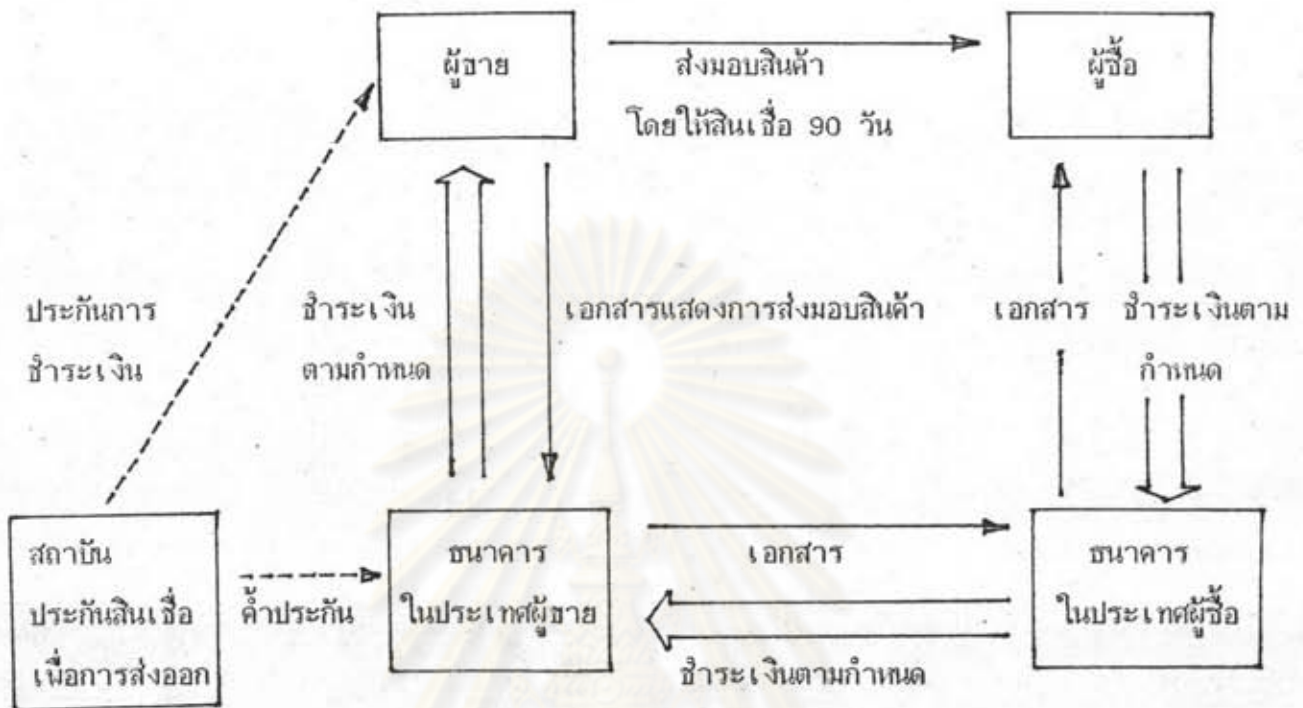 ผู้ขาย
ส่งมอบสินค้า
โดยให้สินเชื่อ 90 วัน
ผู้ซื้อ
ประกันการ
ชำระเงิน
ชำระเงิน
ตามกำหนด
เอกสารแสดงการส่งมอบสินค้า
เอกสาร
ชำระเงินตาม
กำหนด
สถาบัน
ประกันสินเชื่อ
เพื่อการส่งออก
ค้ำประกัน
ธนาคาร
ในประเทศผู้ขาย
เอกสาร
ชำระเงินตามกำหนด
ธนาคาร
ในประเทศผู้ซื้อ